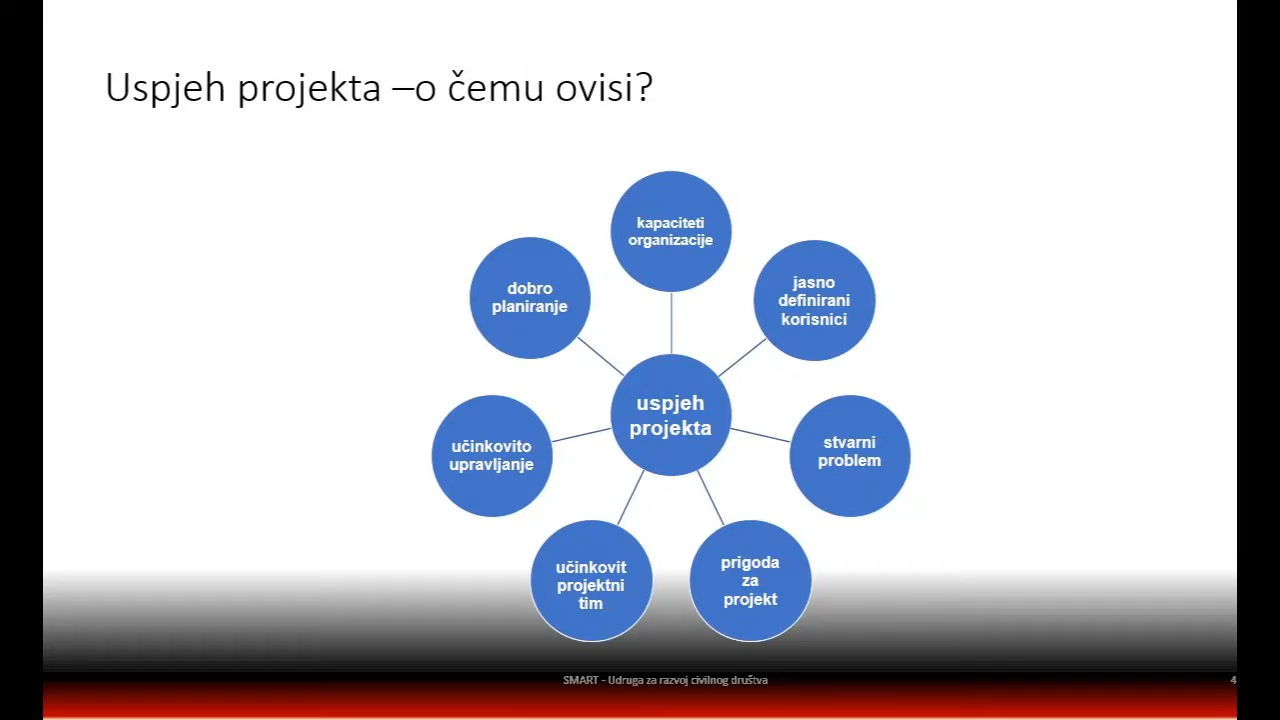 Uspjeh projekta –o čemu ovisi?
kapaciteti
organizacije
jasno
definirani
korisnici
stvarni
problem
prigoda
za
projekt
učinkovit
projektni
tim
učinkovito
upravljanje
dobro
planiranje
uspjeh
projekta
SMART - Udruga za razvoj civilnog društva
4